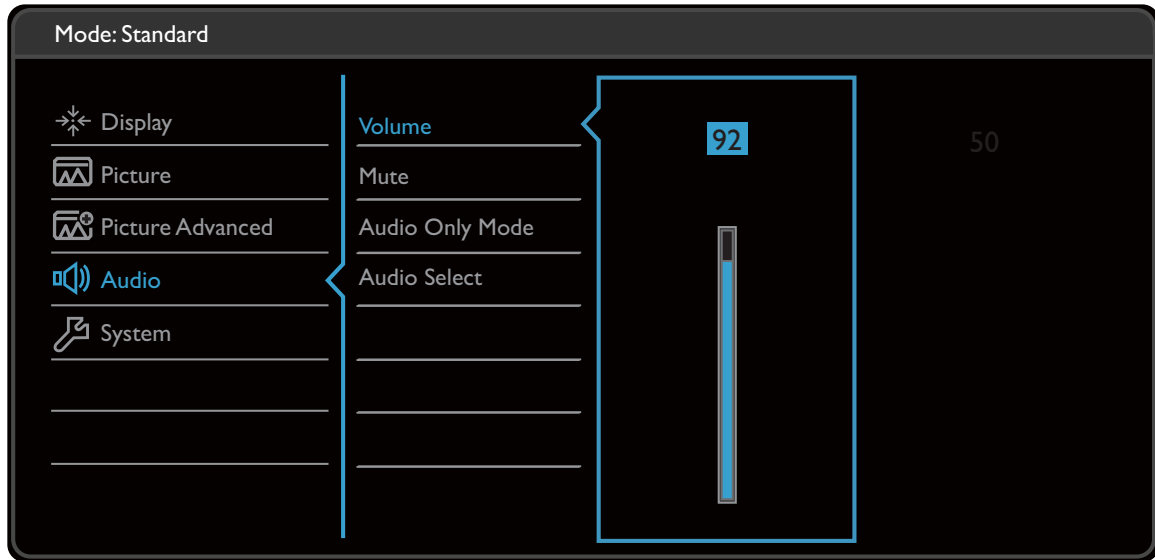 Mode: Standard
Display
Picture
Picture Advanced
Audio
System
Volume
Mute
Audio Only Mode
Audio Select
92
50